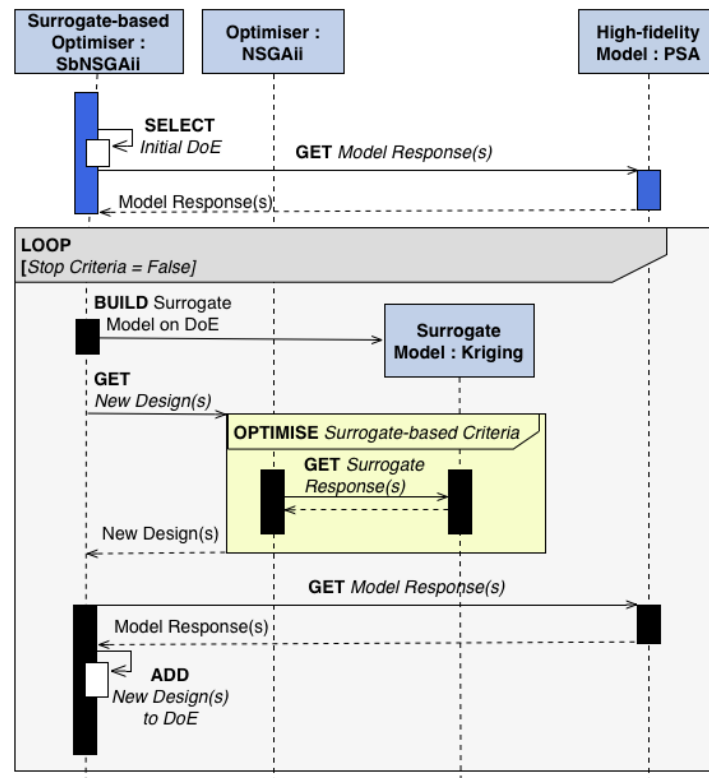 Surrogate-based
Optimiser :
SbNSGAii
Optimiser :
NSGAii
High-fidelity
Model : PSA
SELECT
Initial DoE
GET Model Response(s)
Model Response(s)
LOOP
[Stop Criteria = False]
BUILD Surrogate
Model on DoE
Surrogate
Model : Kriging
GET
New Design(s)
OPTIMISE Surrogate-based Criteria
GET Surrogate
Response(s)
New Design(s)
GET Model Response(s)
Model Response(s)
ADD
New Design(s)
to DoE